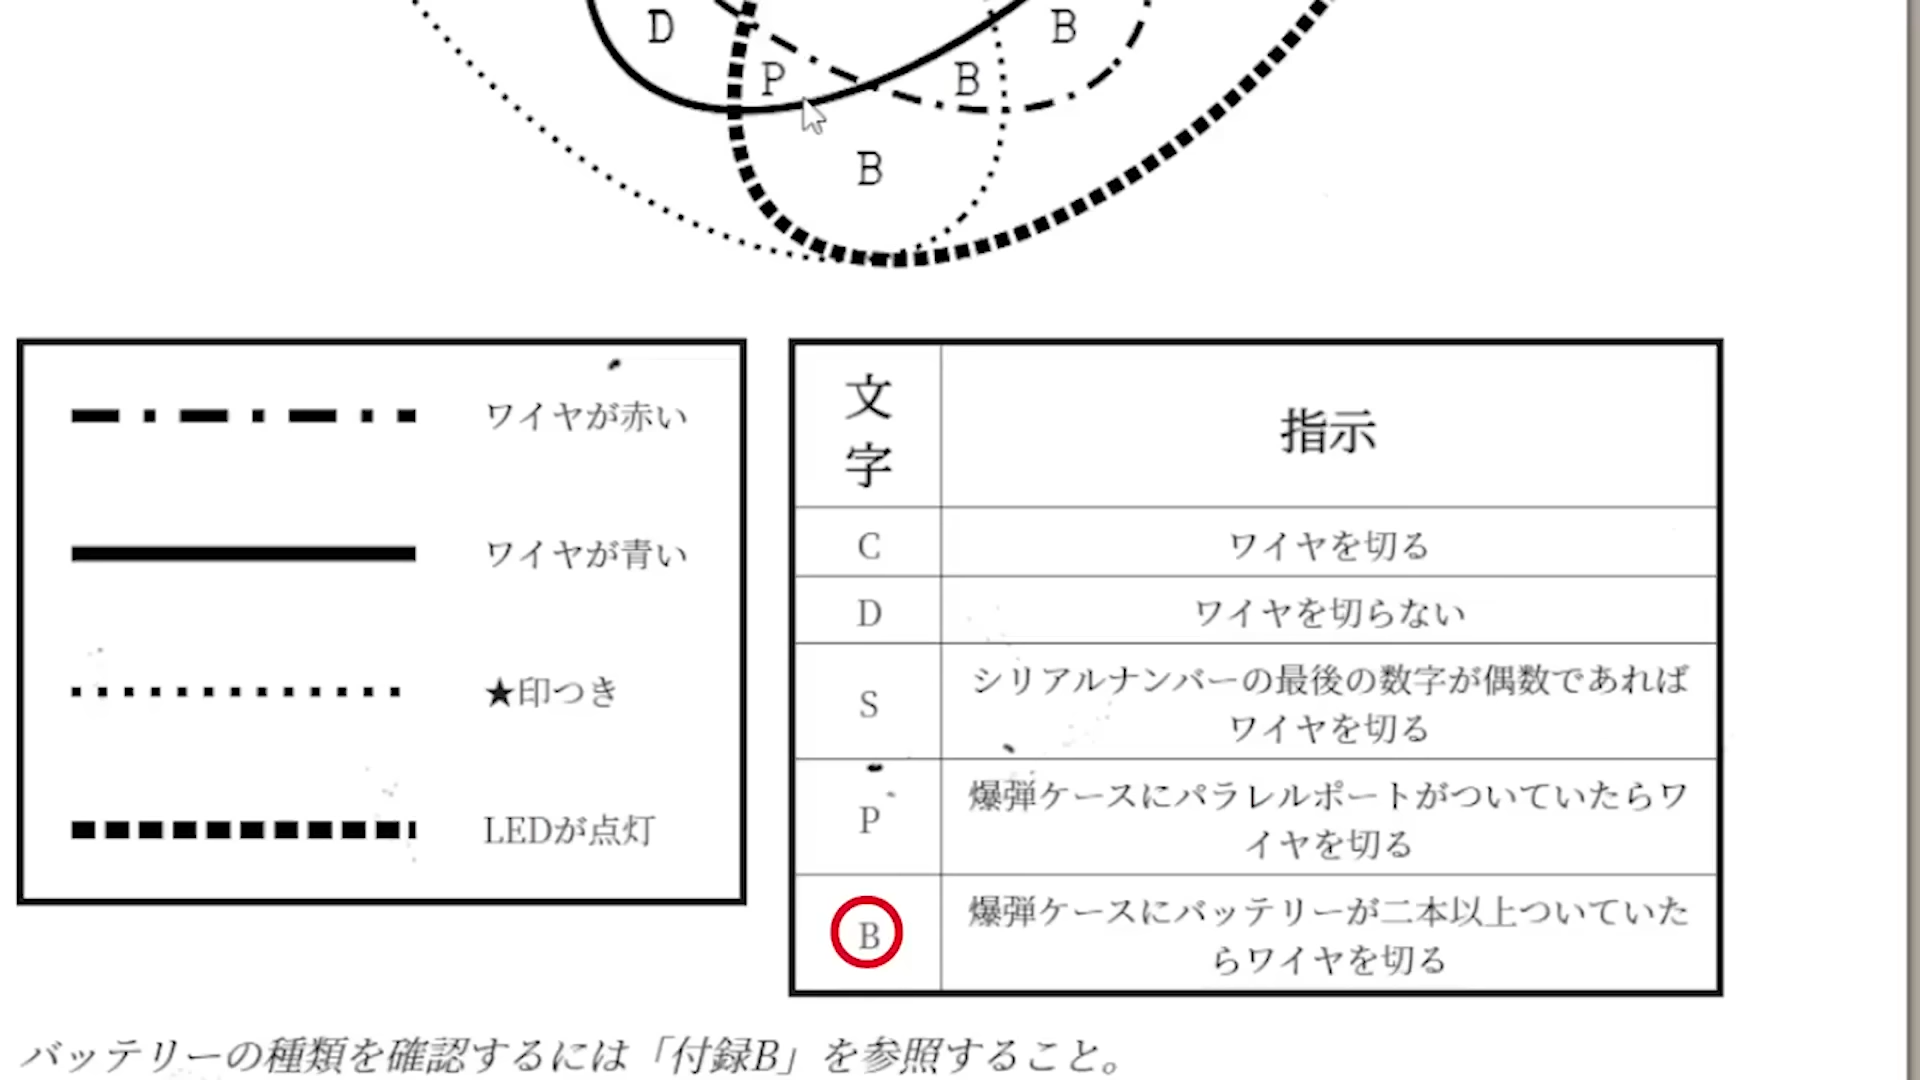 D
B
P
B
B
ワイヤが赤い
ワイヤが青い
★印つき
LEDが点灯
文字
指示
C
ワイヤを切る
D
ワイヤを切らない
S
シリアルナンバーの最後の数字が偶数であれば
ワイヤを切る
P
爆弾ケースにパラレルポートがついていたらワ
イヤを切る
B
爆弾ケースにバッテリーが二本以上ついていた
らワイヤを切る
バッテリーの種類を確認するには「付録B」を参照すること。